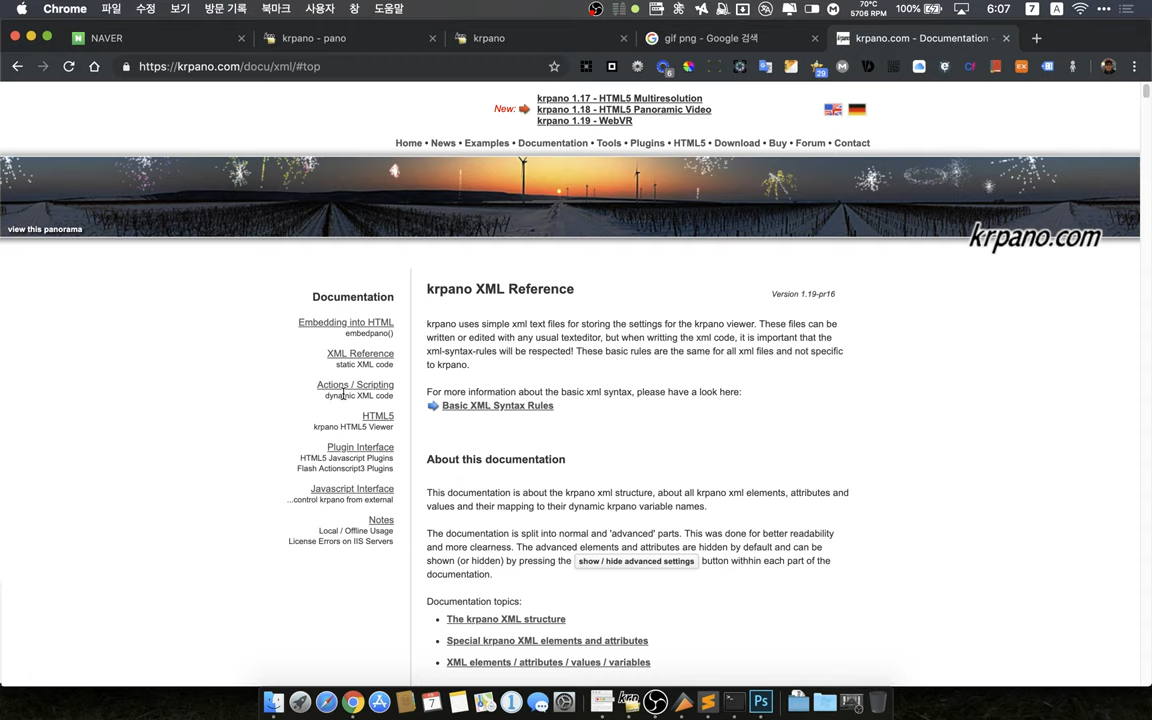 Chrome 파일 수정 보기 방문 기록 북마크 사용자 창 도움말 70°C 5706 RPM 100% 6:07 7 A
NAVER krpano - pano krpano gif png - Google 검색 krpano.com - Documentation -
https://krpano.com/docu/xml/#top
New:
krpano 1.17 - HTML5 Multiresolution
krpano 1.18 - HTML5 Panoramic Video
krpano 1.19 - WebVR
Home • News • Examples • Documentation • Tools • Plugins • HTML5 • Download • Buy • Forum • Contact
view this panorama
krpano.com
Documentation
Embedding into HTML
embedpano()
XML Reference
static XML code
Actions / Scripting
dynamic XML code
HTML5
krpano HTML5 Viewer
Plugin Interface
HTML5 Javascript Plugins
Flash Actionscript3 Plugins
Javascript Interface
...control krpano from external
Notes
Local / Offline Usage
License Errors on IIS Servers
krpano XML Reference
Version 1.19-pr16
krpano uses simple xml text files for storing the settings for the krpano viewer. These files can be
written or edited with any usual texteditor, but when writting the xml code, it is important that the
xml-syntax-rules will be respected! These basic rules are the same for all xml files and not specific
to krpano.
For more information about the basic xml syntax, please have a look here:
Basic XML Syntax Rules
About this documentation
This documentation is about the krpano xml structure, about all krpano xml elements, attributes and
values and their mapping to their dynamic krpano variable names.
The documentation is split into normal and 'advanced' parts. This was done for better readability
and more clearness. The advanced elements and attributes are hidden by default and can be
shown (or hidden) by pressing the show / hide advanced settings button withhin each part of the
documentation.
Documentation topics:
• The krpano XML structure
• Special krpano XML elements and attributes
• XML elements / attributes / values / variables